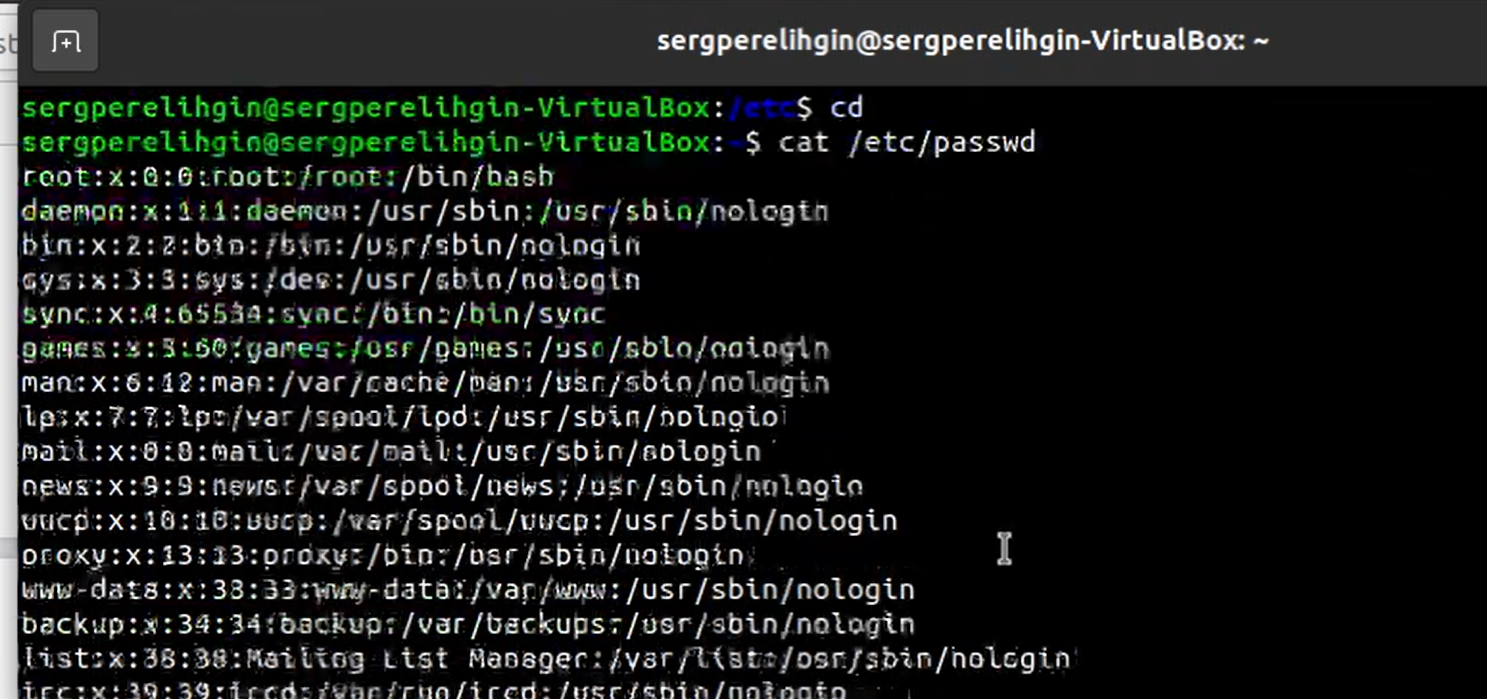 st
sergperelihgin@sergperelihgin-VirtualBox: ~
sergperelihgin@sergperelihgin-VirtualBox:/etc$ cd
sergperelihgin@sergperelihgin-VirtualBox:~$ cat /etc/passwd
root:x:0:0:root:/root:/bin/bash
daemon:x:1:1:daemon:/usr/sbin:/usr/sbin/nologin
bin:x:2:2:bin:/bin:/usr/sbin/nologin
sys:x:3:3:sys:/dev:/usr/sbin/nologin
sync:x:4:65534:sync:/bin:/bin/sync
games:x:5:60:games:/usr/games:/usr/sbin/nologin
man:x:6:12:man:/var/cache/man:/usr/sbin/nologin
lp:x:7:7:lp:/var/spool/lpd:/usr/sbin/nologin
mail:x:8:8:mail:/var/mail:/usr/sbin/nologin
news:x:9:9:news:/var/spool/news:/usr/sbin/nologin
uucp:x:10:10:uucp:/var/spool/uucp:/usr/sbin/nologin
proxy:x:13:13:proxy:/bin:/usr/sbin/nologin
www-data:x:33:33:www-data:/var/www:/usr/sbin/nologin
backup:x:34:34:backup:/var/backups:/usr/sbin/nologin
list:x:38:38:Mailing List Manager:/var/list:/usr/sbin/nologin
irc:x:39:39:ircd:/var/run/ircd:/usr/sbin/nologin